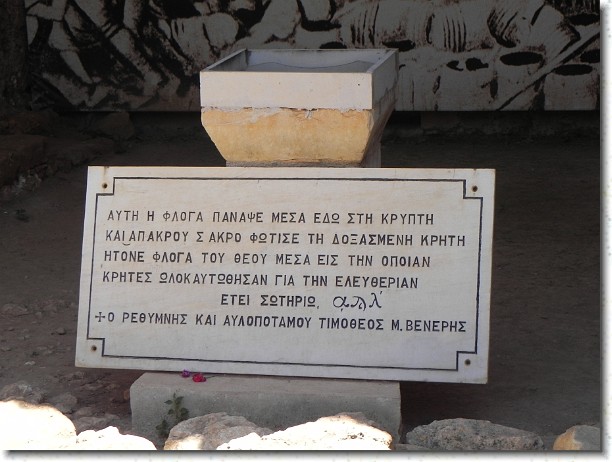 ΑΥΤΗ Η ΦΛΟΓΑ ΠΑΝΑΨΕ ΜΕΣΑ ΕΔΩ ΣΤΗ ΚΡΥΠΤΗ
ΚΑΙ ΑΠΑΚΡΟΥ Σ ΑΚΡΟ ΦΩΤΙΣΕ ΤΗ ΔΟΞΑΣΜΕΝΗ ΚΡΗΤΗ
ΗΤΟΝΕ ΦΛΟΓΑ ΤΟΥ ΘΕΟΥ ΜΕΣΑ ΕΙΣ ΤΗΝ ΟΠΟΙΑΝ
ΚΡΗΤΕΣ ΩΛΟΚΑΥΤΩΘΗΣΑΝ ΓΙΑ ΤΗΝ ΕΛΕΥΘΕΡΙΑΝ
ΕΤΕΙ ΣΩΤΗΡΙΩ,
✢ Ο ΡΕΘΥΜΝΗΣ ΚΑΙ ΑΥΛΟΠΟΤΑΜΟΥ ΤΙΜΟΘΕΟΣ Μ. ΒΕΝΕΡΗΣ